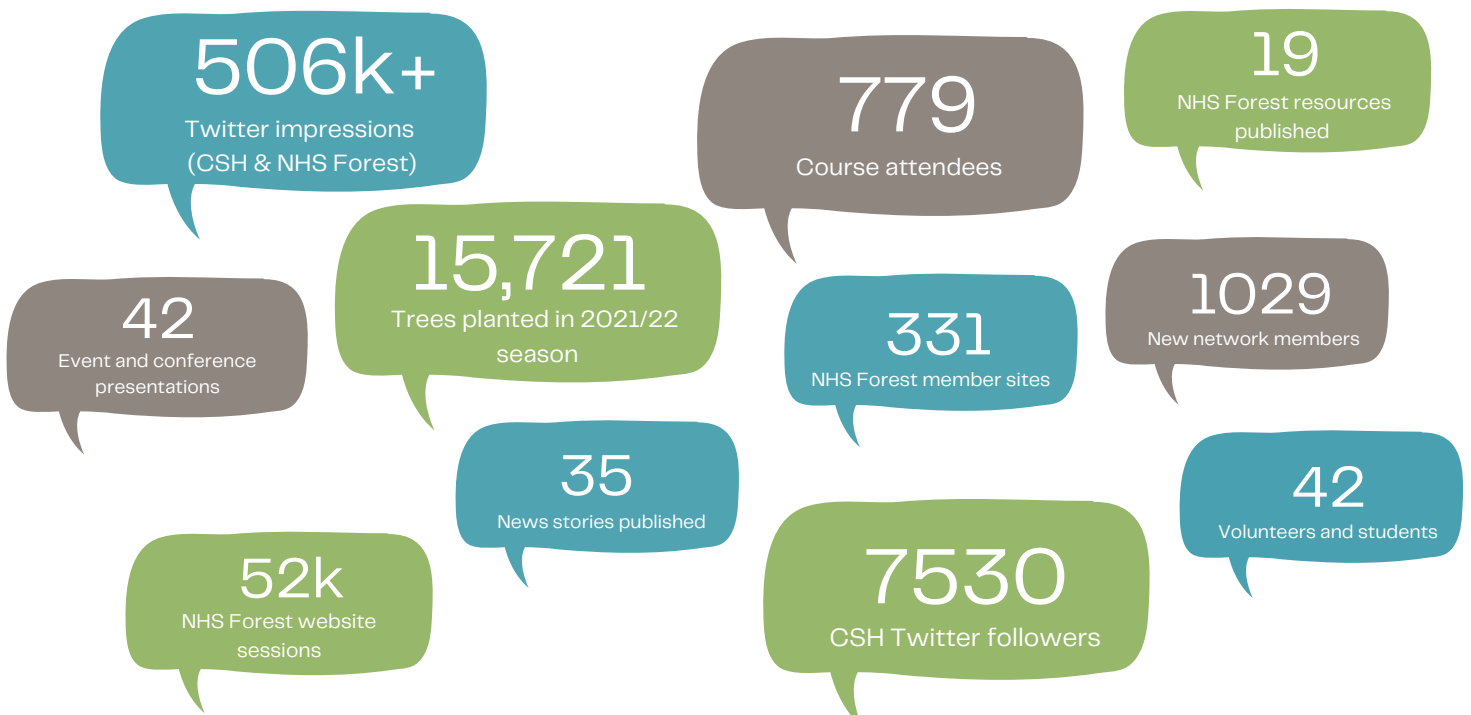 506k+
Twitter impressions
(CSH & NHS Forest)
779
Course attendees
19
NHS Forest resources
published
15,721
Trees planted in 2021/22
season
42
Event and conference
presentations
331
NHS Forest member sites
1029
New network members
35
News stories published
42
Volunteers and students
52k
NHS Forest website
sessions
7530
CSH Twitter followers